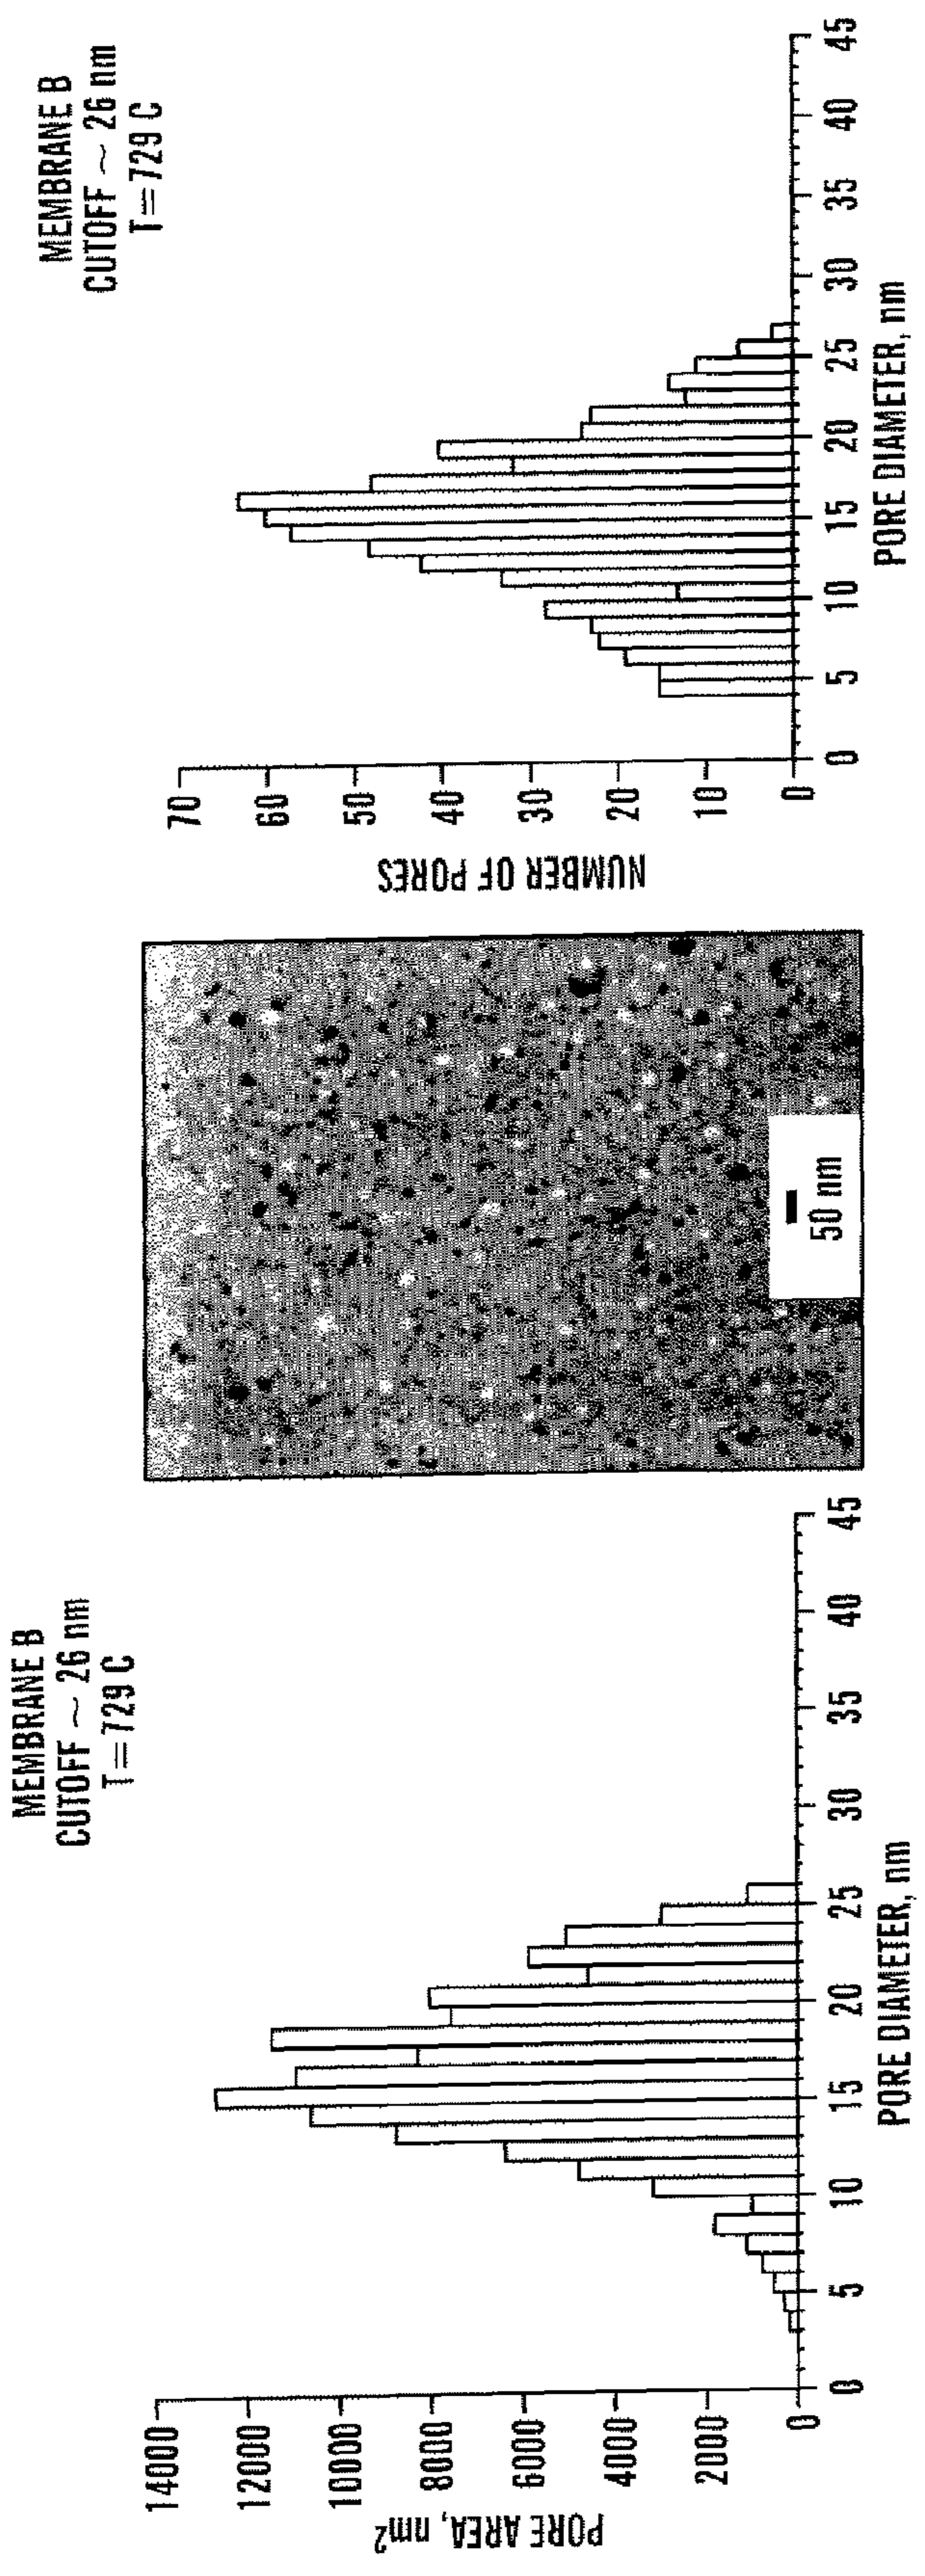 MEMBRANE B
CUTOFF ~ 26 nm
T = 729 C
14000
12000
10000
8000
6000
4000
2000
0
PORE AREA, nm²
0 5 10 15 20 25 30 35 40 45
PORE DIAMETER, nm
50 nm
MEMBRANE B
CUTOFF ~ 26 nm
T = 729 C
70
60
50
40
30
20
10
0
NUMBER OF PORES
0 5 10 15 20 25 30 35 40 45
PORE DIAMETER, nm